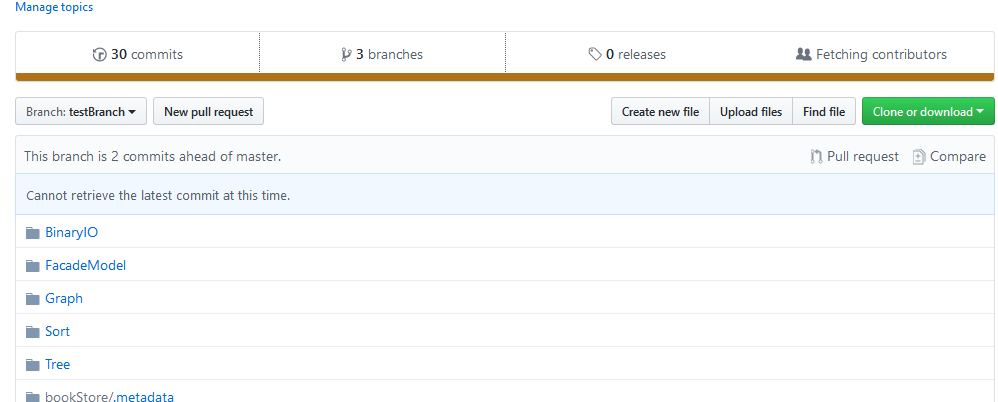 Manage topics
30 commits 3 branches 0 releases Fetching contributors
Branch: testBranch New pull request Create new file Upload files Find file Clone or download
This branch is 2 commits ahead of master. Pull request Compare
Cannot retrieve the latest commit at this time.
BinaryIO
FacadeModel
Graph
Sort
Tree
bookStore/.metadata